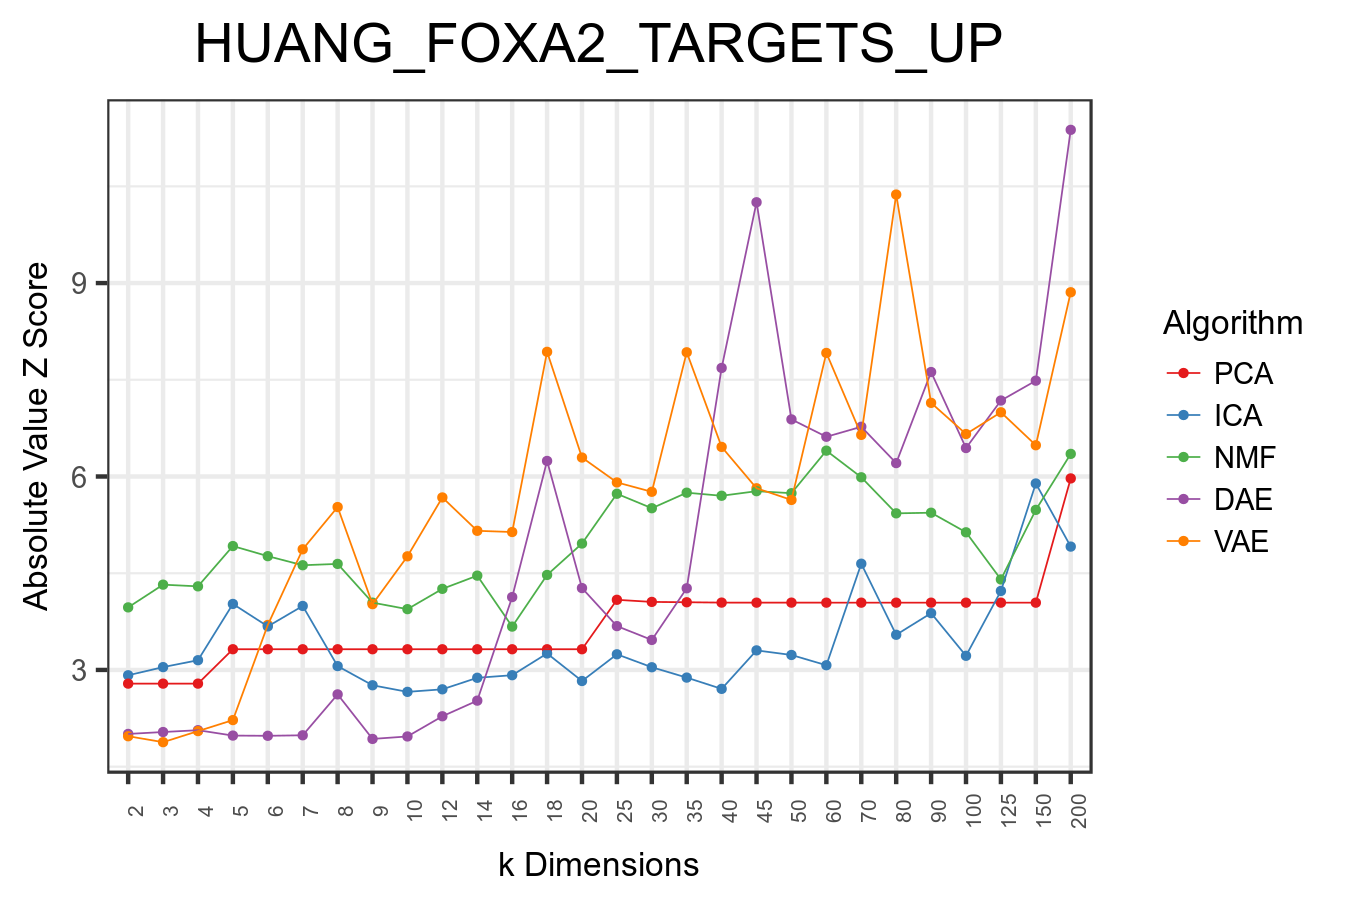 HUANG_FOXA2_TARGETS_UP
Absolute Value Z Score
9
6
3
2 3 4 5 6 7 8 9 10 12 14 16 18 20 25 30 35 40 45 50 60 70 80 90 100 125 150 200
k Dimensions
Algorithm
PCA
ICA
NMF
DAE
VAE